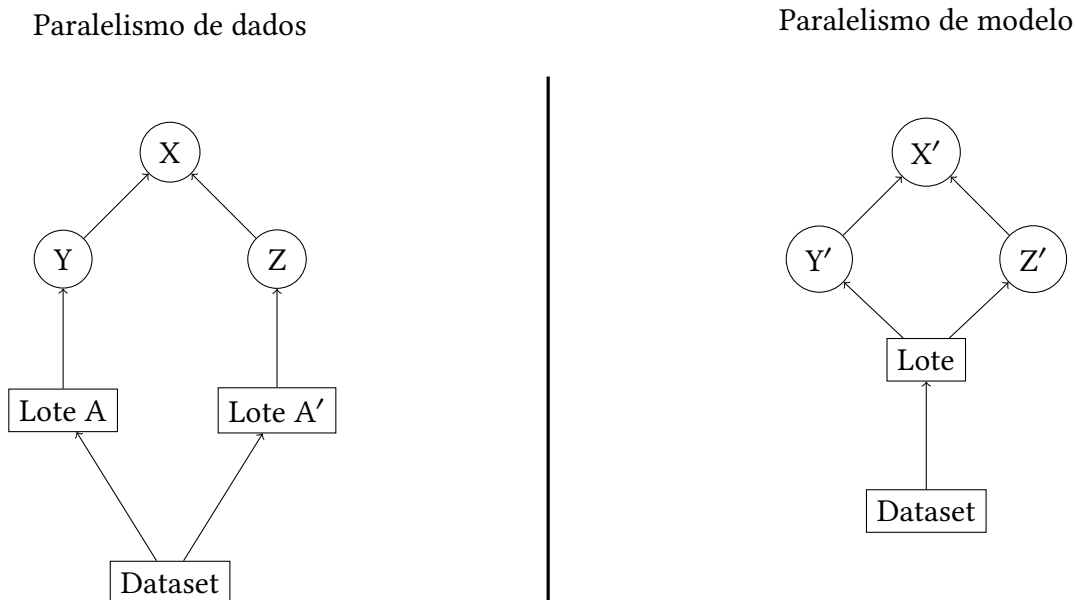 Paralelismo de dados
X
Y
Z
Lote A
Lote A′
Dataset
Paralelismo de modelo
X′
Y′
Z′
Lote
Dataset